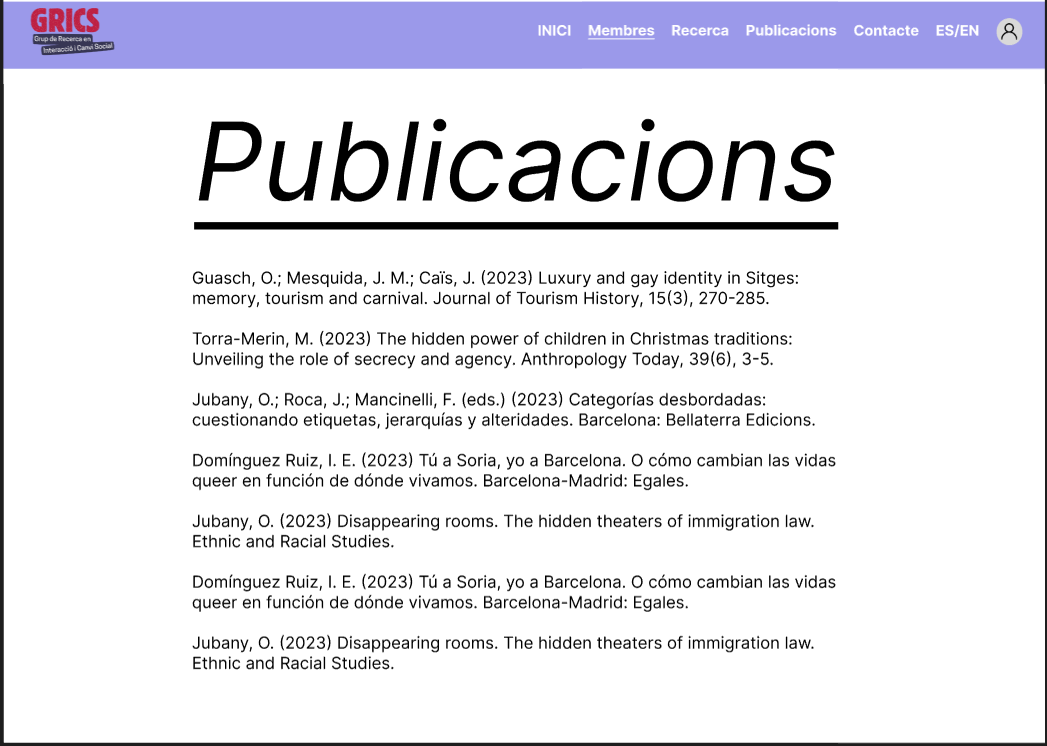 GRICS
Grup de Recerca en
Interacció i Canvi Social
INICI Membres Recerca Publicacions Contacte ES/EN
Publicacions
Guasch, O.; Mesquida, J. M.; Caïs, J. (2023) Luxury and gay identity in Sitges:
memory, tourism and carnival. Journal of Tourism History, 15(3), 270-285.
Torra-Merin, M. (2023) The hidden power of children in Christmas traditions:
Unveiling the role of secrecy and agency. Anthropology Today, 39(6), 3-5.
Jubany, O.; Roca, J.; Mancinelli, F. (eds.) (2023) Categorías desbordadas:
cuestionando etiquetas, jerarquías y alteridades. Barcelona: Bellaterra Edicions.
Domínguez Ruiz, I. E. (2023) Tú a Soria, yo a Barcelona. O cómo cambian las vidas
queer en función de dónde vivamos. Barcelona-Madrid: Egales.
Jubany, O. (2023) Disappearing rooms. The hidden theaters of immigration law.
Ethnic and Racial Studies.
Domínguez Ruiz, I. E. (2023) Tú a Soria, yo a Barcelona. O cómo cambian las vidas
queer en función de dónde vivamos. Barcelona-Madrid: Egales.
Jubany, O. (2023) Disappearing rooms. The hidden theaters of immigration law.
Ethnic and Racial Studies.